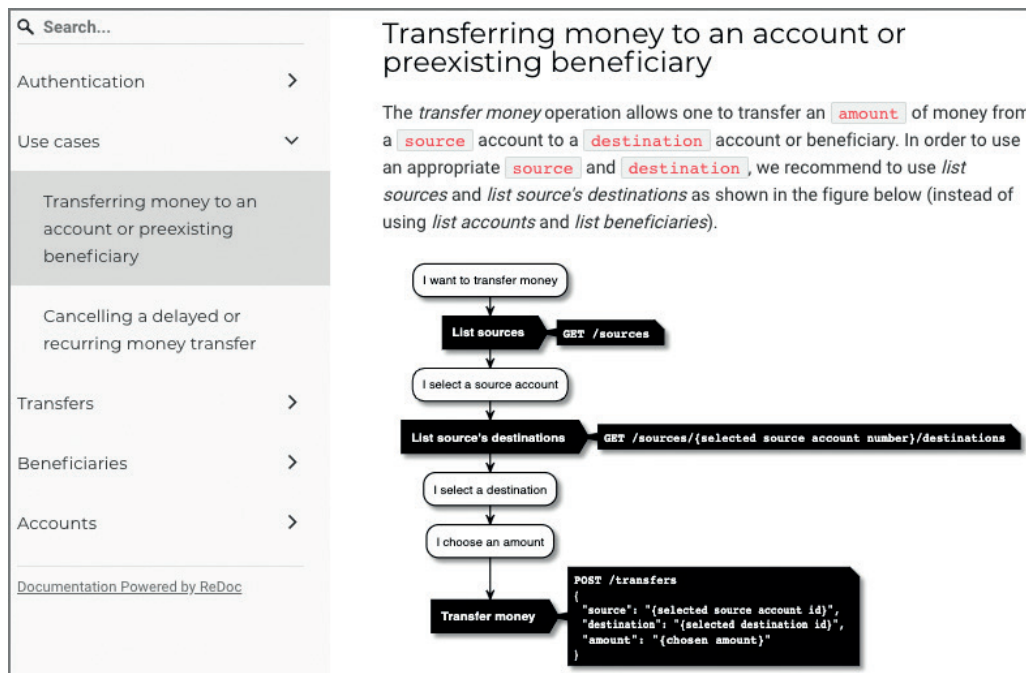 Search...
Authentication
Use cases
Transferring money to an
account or preexisting
beneficiary
Cancelling a delayed or
recurring money transfer
Transfers
Beneficiaries
Accounts
Documentation Powered by ReDoc
Transferring money to an account or
preexisting beneficiary
The transfer money operation allows one to transfer an amount of money from
a source account to a destination account or beneficiary. In order to use
an appropriate source and destination, we recommend to use list
sources and list source's destinations as shown in the figure below (instead of
using list accounts and list beneficiaries).
I want to transfer money
List sources
GET /sources
I select a source account
List source's destinations
GET /sources/{selected source account number}/destinations
I select a destination
I choose an amount
Transfer money
POST /transfers
{
"source": "{selected source account id}",
"destination": "{selected destination id}",
"amount": "{chosen amount}"
}